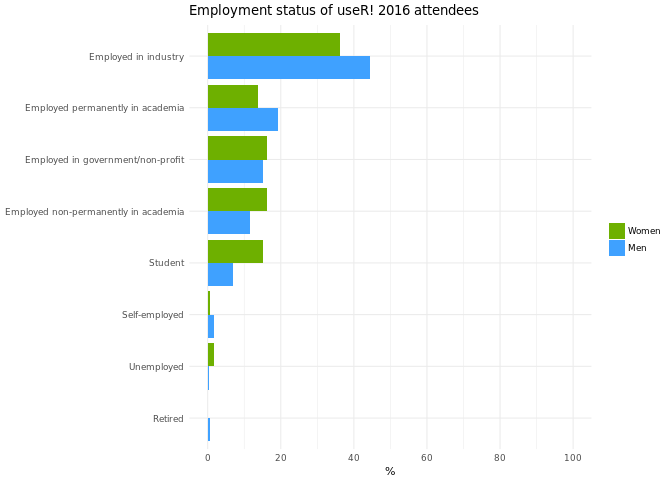 Employment status of useR! 2016 attendees
Employed in industry
Employed permanently in academia
Employed in government/non-profit
Employed non-permanently in academia
Student
Self-employed
Unemployed
Retired
Women
Men
0 20 40 60 80 100
%